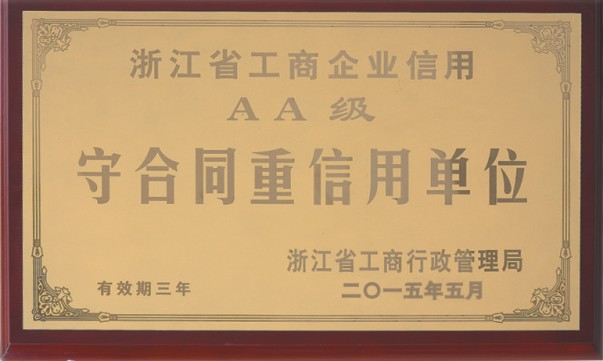 浙江省工商企业信用
AA级
守合同重信用单位
浙江省工商行政管理局
有效期三年
二〇一五年五月